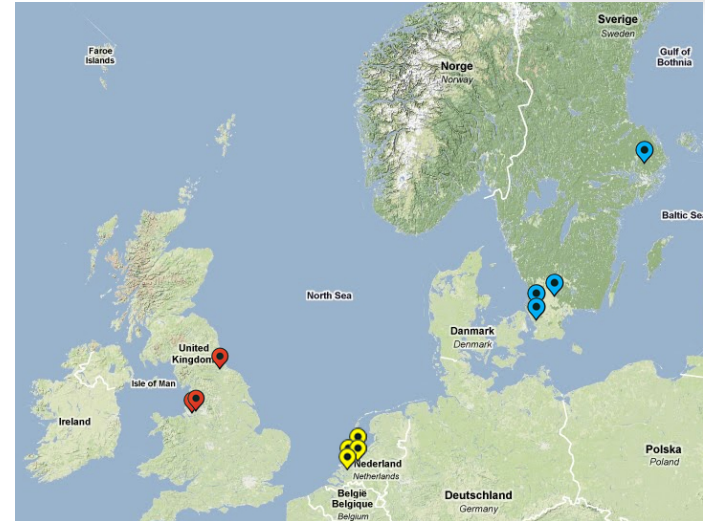 Sverige
Sweden
Faroe
Islands
Gulf of
Bothnia
Norge
Norway
Baltic Se
North Sea
Danmark
Denmark
United
Kingdom
Isle of Man
Ireland
Nederland
Netherlands
Polska
Poland
België
Belgique
Belgium
Deutschland
Germany